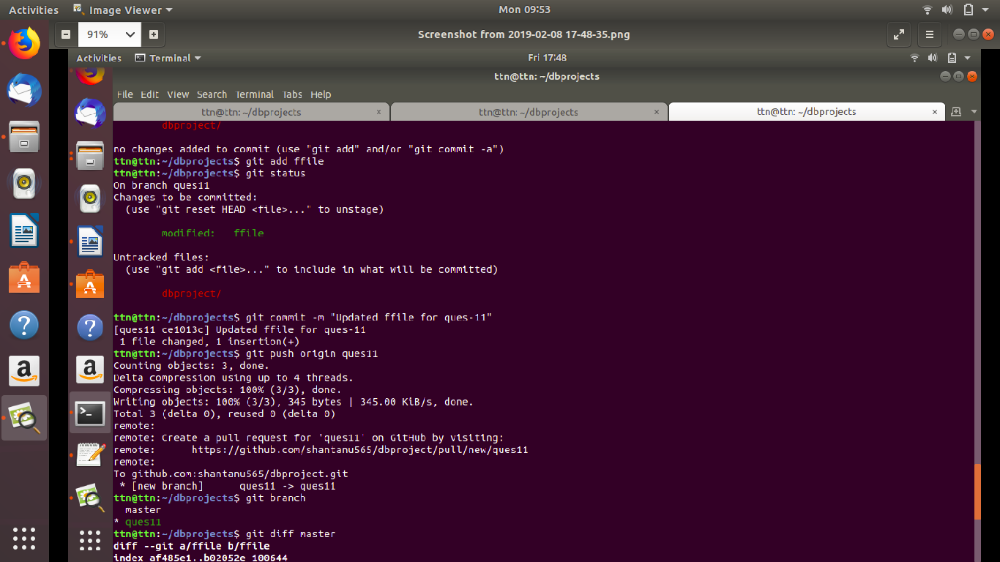 Activities Image Viewer Mon 09:53
91% Screenshot from 2019-02-08 17-48-35.png
Activities Terminal Fri 17:48
ttn@ttn: ~/dbprojects
File Edit View Search Terminal Tabs Help
ttn@ttn: ~/dbprojects × ttn@ttn: ~/dbprojects × ttn@ttn: ~/dbprojects ×
dbproject/
no changes added to commit (use "git add" and/or "git commit -a")
ttn@ttn:~/dbprojects$ git add ffile
ttn@ttn:~/dbprojects$ git status
On branch ques11
Changes to be committed:
(use "git reset HEAD <file>..." to unstage)
modified: ffile
Untracked files:
(use "git add <file>..." to include in what will be committed)
dbproject/
ttn@ttn:~/dbprojects$ git commit -m "Updated ffile for ques-11"
[ques11 ce1013c] Updated ffile for ques-11
1 file changed, 1 insertion(+)
ttn@ttn:~/dbprojects$ git push origin ques11
Counting objects: 3, done.
Delta compression using up to 4 threads.
Compressing objects: 100% (3/3), done.
Writing objects: 100% (3/3), 345 bytes | 345.00 KiB/s, done.
Total 3 (delta 0), reused 0 (delta 0)
remote:
remote: Create a pull request for 'ques11' on GitHub by visiting:
remote: https://github.com/shantanu565/dbproject/pull/new/ques11
remote:
To github.com:shantanu565/dbproject.git
* [new branch] ques11 -> ques11
ttn@ttn:~/dbprojects$ git branch
master
* ques11
ttn@ttn:~/dbprojects$ git diff master
diff --git a/ffile b/ffile
index af485e1..b02052e 100644